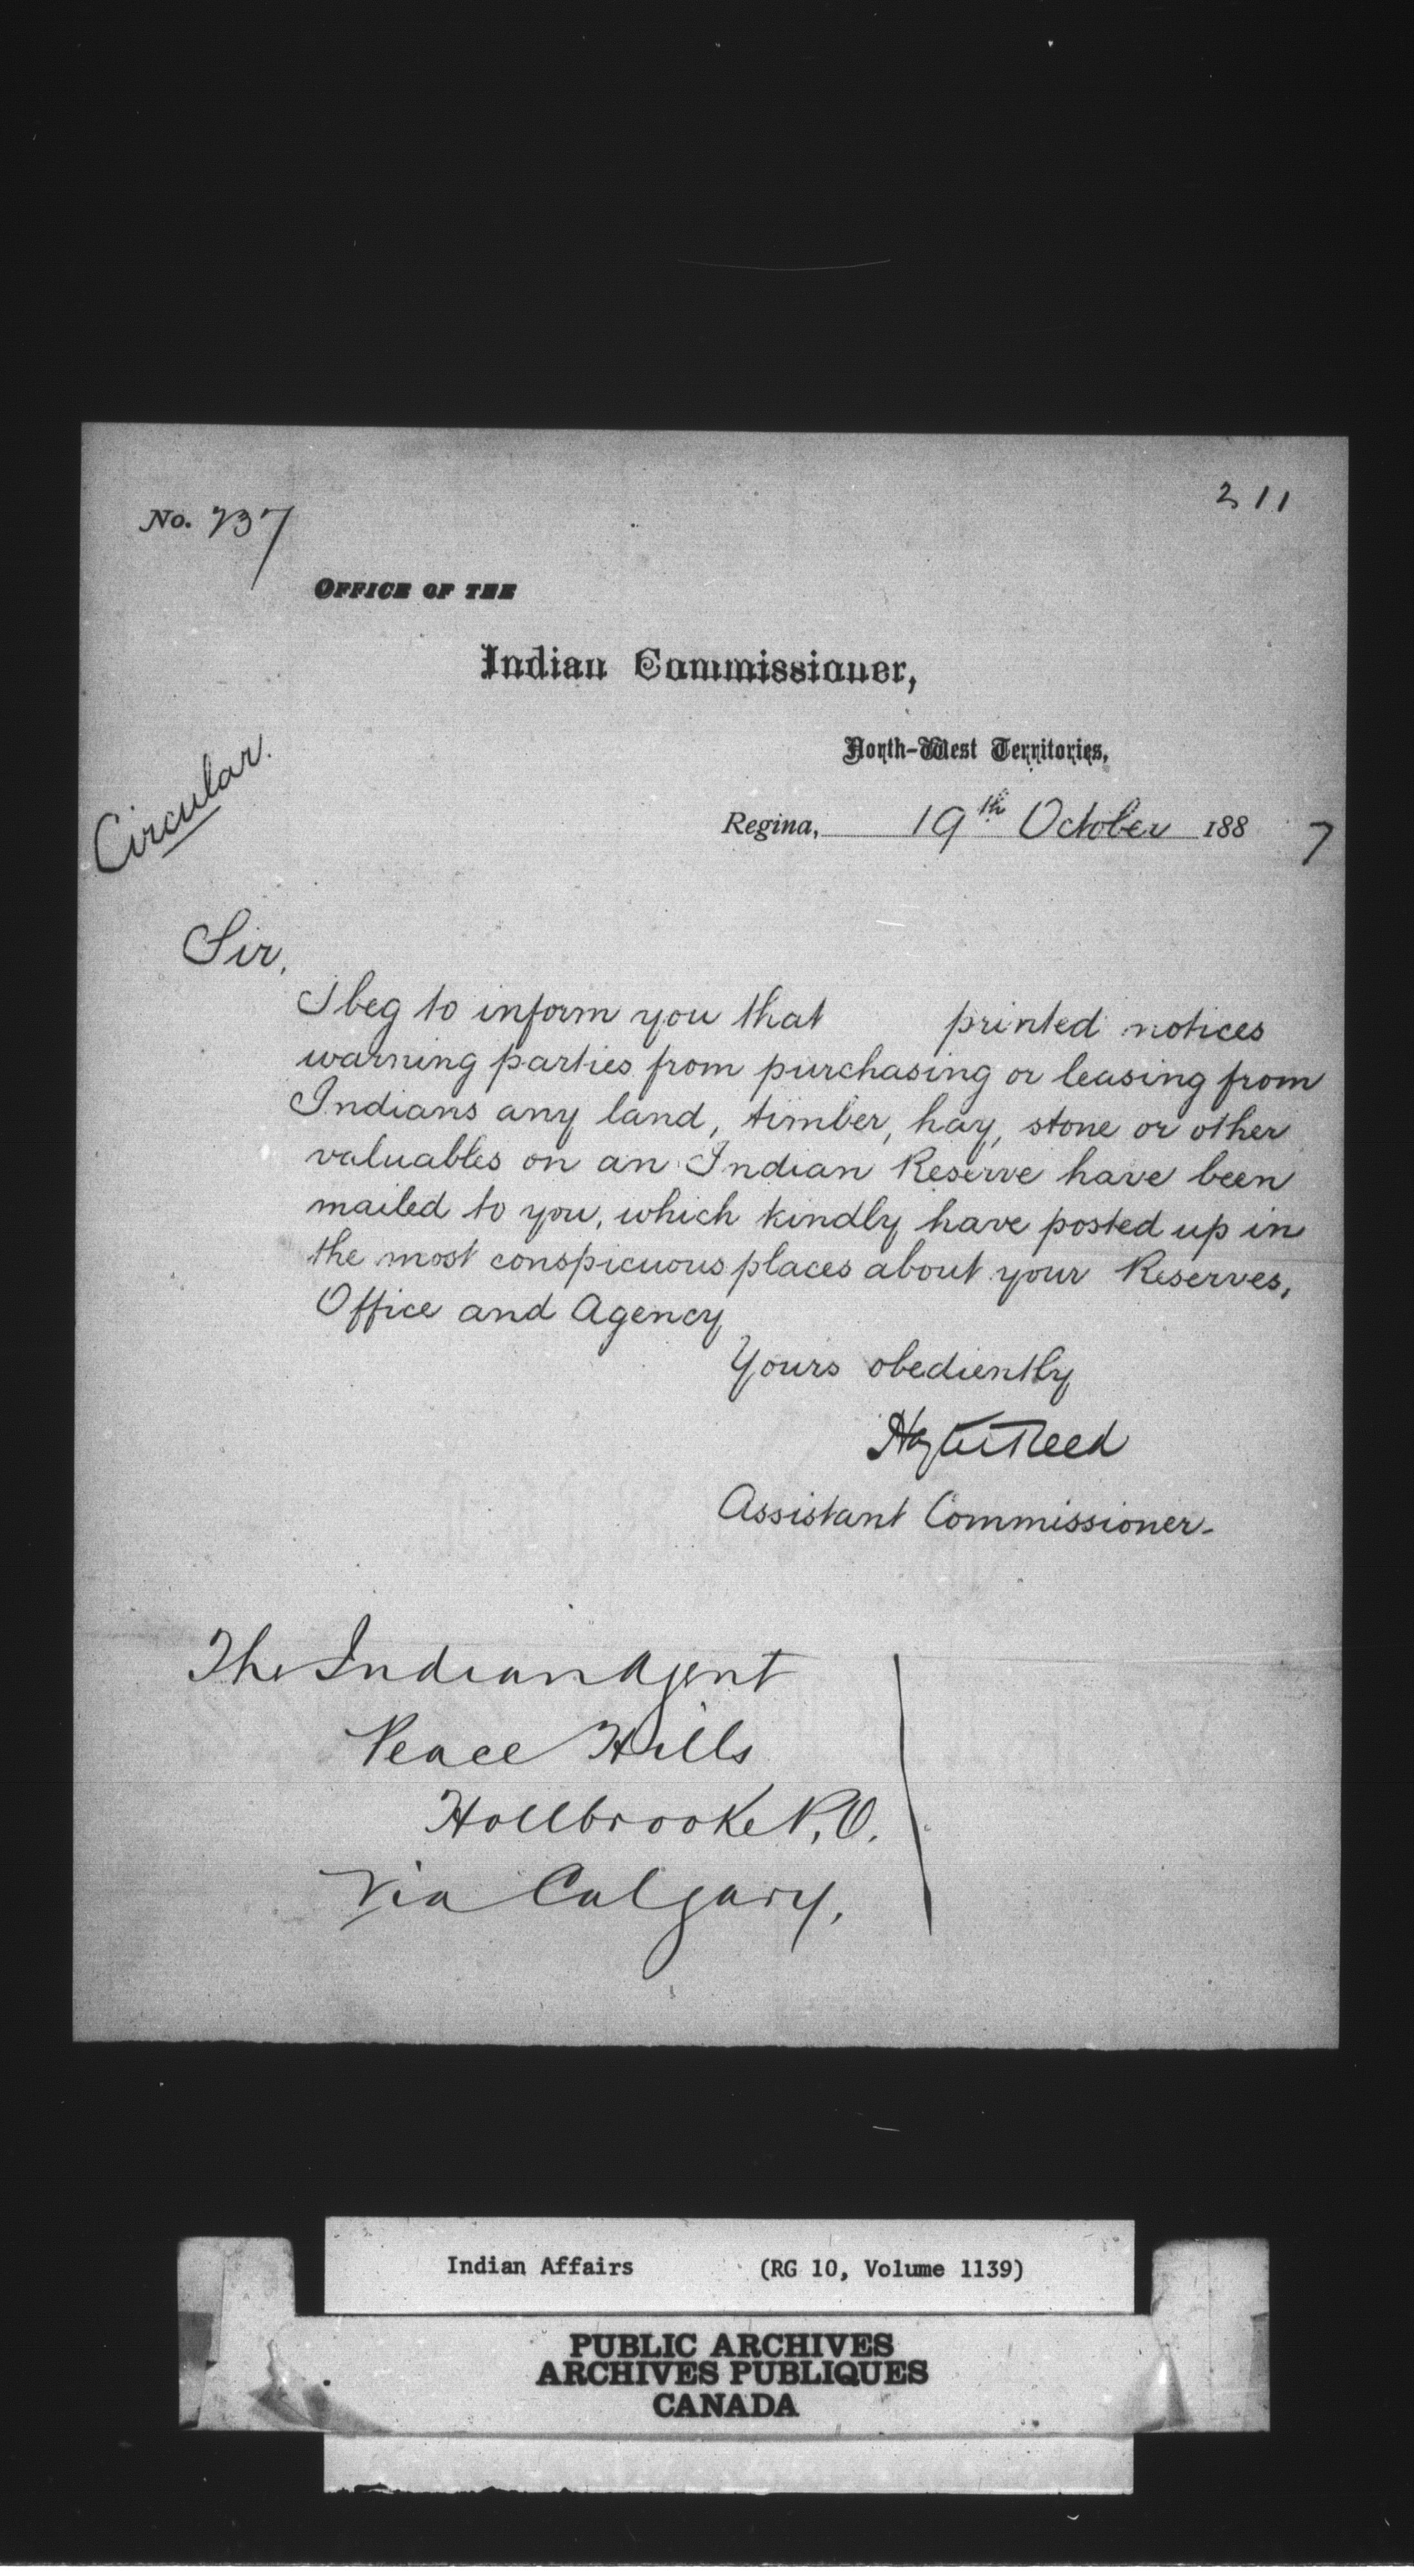 211
No. 237
OFFICE OF THE
Indian Commissioner,
North-West Territories,
Circular.
Regina, 19th October 1887
Sir,
I beg to inform you that printed notices
warning parties from purchasing or leasing from
Indians any land, timber, hay, stone or other
valuables on an Indian Reserve have been
mailed to you, which kindly have posted up in
the most conspicuous places about your Reserves,
Office and Agency
Yours obediently
Hayter Reed
Assistant Commissioner.
The Indian Agent
Peace Hills
Hollbrooke P.O.
Via Calgary.
Indian Affairs (RG 10, Volume 1139)
PUBLIC ARCHIVES
ARCHIVES PUBLIQUES
CANADA